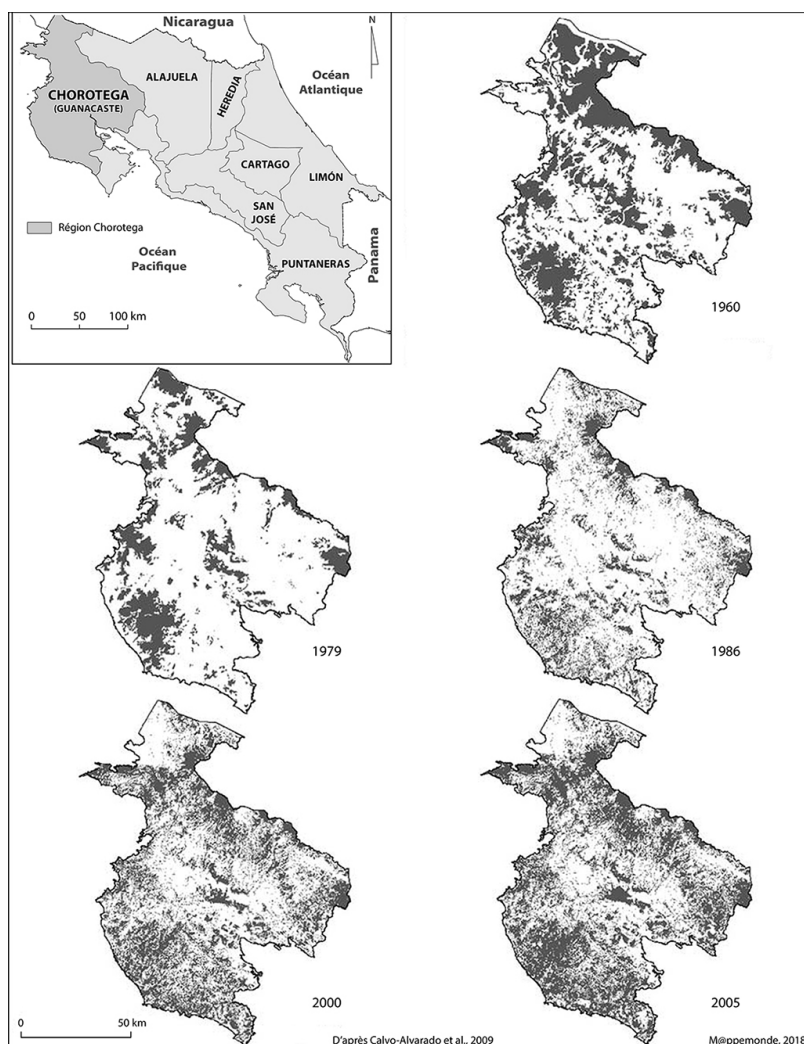 Nicaragua
N
Océan
Atlantique
ALAJUELA
HEREDIA
CHOROTEGA
(GUANACASTE)
CARTAGO
LIMÓN
SAN
JOSÉ
Région Chorotega
Océan
Pacifique
PUNTANERAS
Panama
0 50 100 km
1960
1979
1986
2000
2005
0 50 km
D'après Calvo-Alvarado et al., 2009
M@ppemonde, 2018